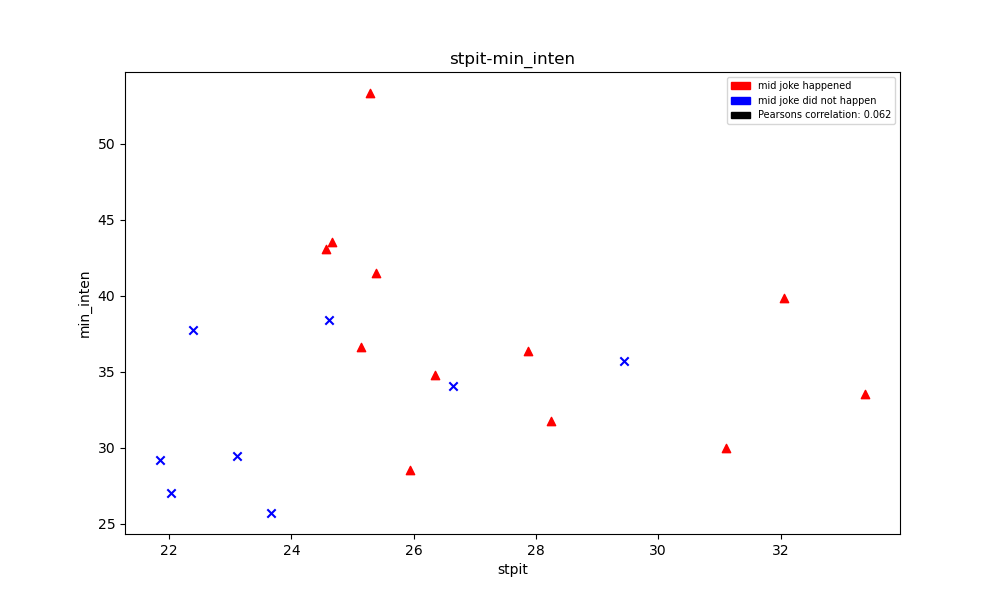 stpit-min_inten
mid joke happened
mid joke did not happen
Pearsons correlation: 0.062
min_inten
50
45
40
35
30
25
22 24 26 28 30 32
stpit